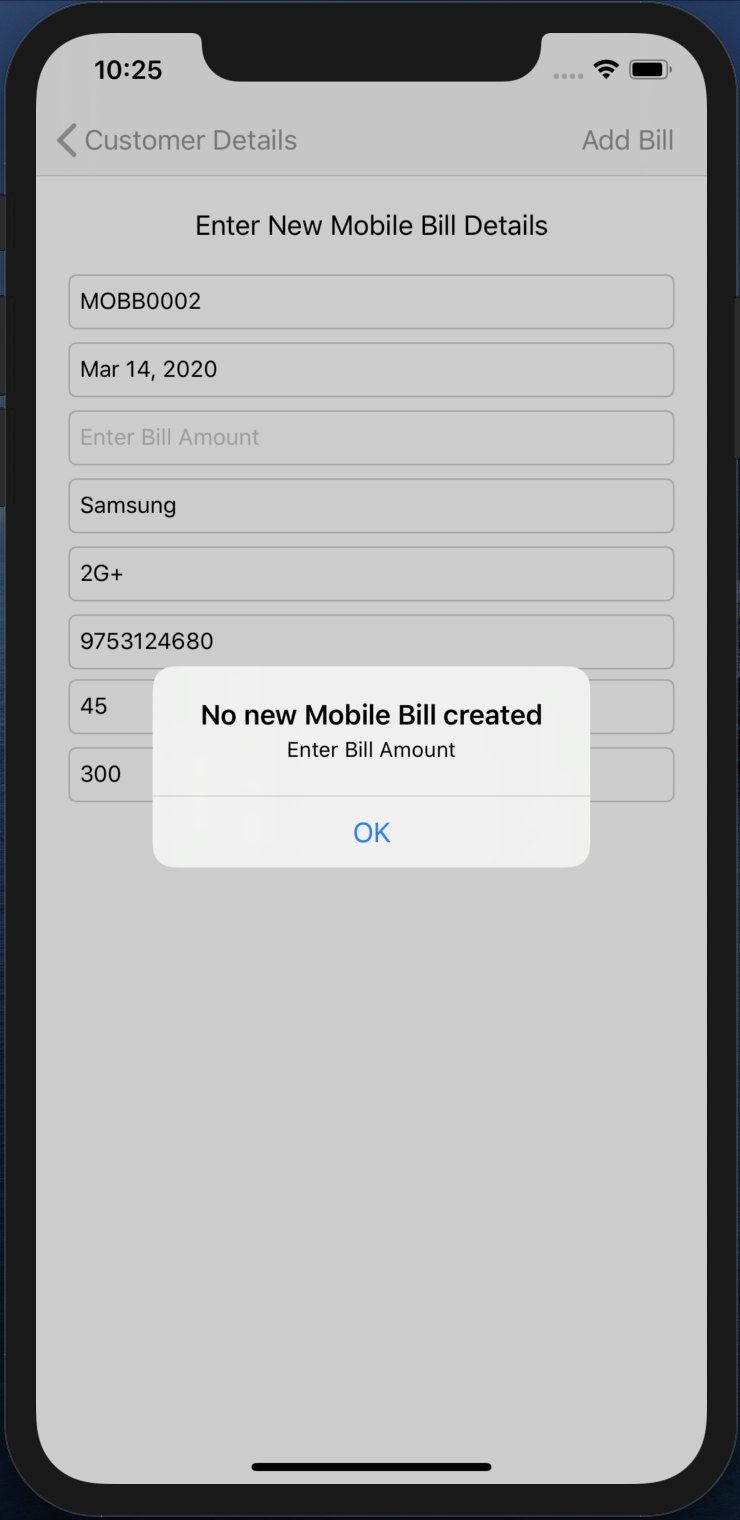 10:25
Customer Details
Add Bill
Enter New Mobile Bill Details
MOBB0002
Mar 14, 2020
Enter Bill Amount
Samsung
2G+
9753124680
45
300
No new Mobile Bill created
Enter Bill Amount
OK